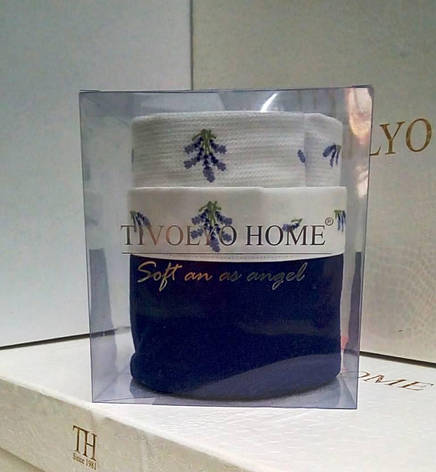 LYO
TIVOLYO HOME®
Soft an as angel
HOME
TH
Since 1981